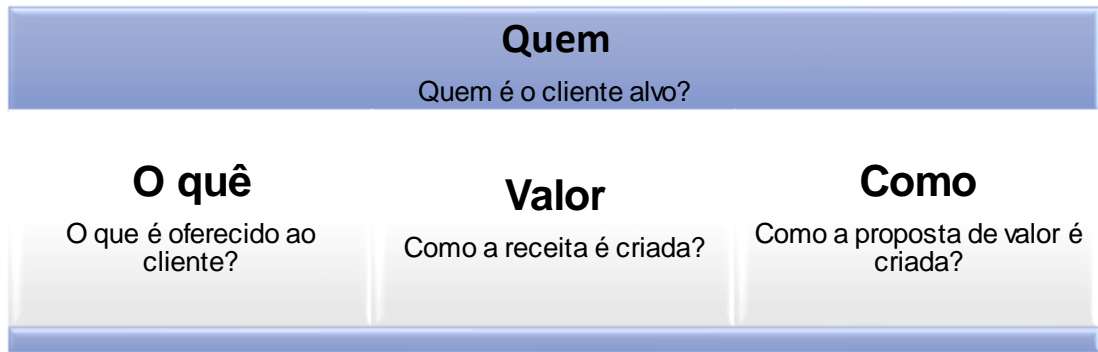 Quem
Quem é o cliente alvo?
O quê
O que é oferecido ao
cliente?
Valor
Como a receita é criada?
Como
Como a proposta de valor é
criada?